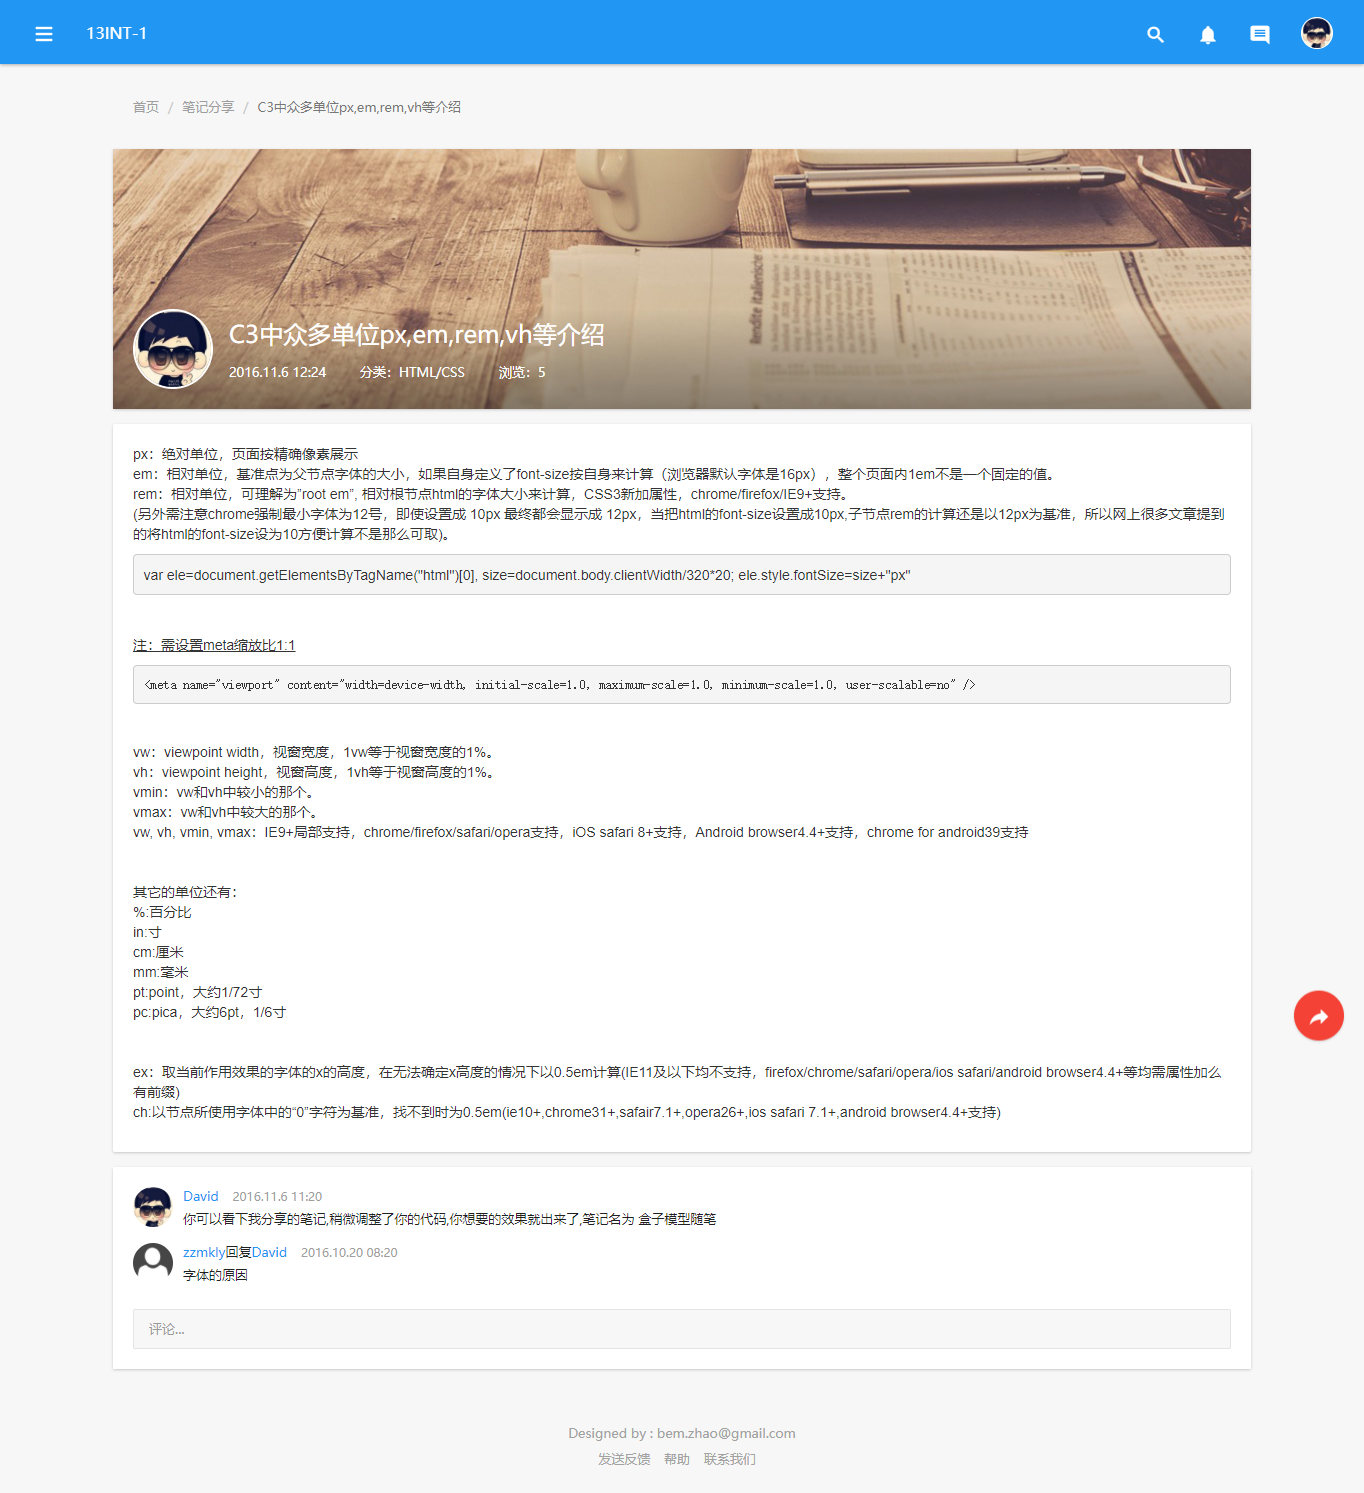 13INT-1
首页 / 笔记分享 / C3中众多单位px,em,rem,vh等介绍
Rendite italenisre
C3中众多单位px,em,rem,vh等介绍
2016.11.6 12:24 分类：HTML/CSS 浏览：5
px：绝对单位，页面按精确像素展示
em：相对单位，基准点为父节点字体的大小，如果自身定义了font-size按自身来计算（浏览器默认字体是16px），整个页面内1em不是一个固定的值。
rem：相对单位，可理解为”root em”, 相对根节点html的字体大小来计算，CSS3新加属性，chrome/firefox/IE9+支持。
(另外需注意chrome强制最小字体为12号，即使设置成 10px 最终都会显示成 12px，当把html的font-size设置成10px,子节点rem的计算还是以12px为基准，所以网上很多文章提到
的将html的font-size设为10方便计算不是那么可取)。
var ele=document.getElementsByTagName("html")[0], size=document.body.clientWidth/320*20; ele.style.fontSize=size+"px"
注：需设置meta缩放比1:1
<meta name="viewport" content="width=device-width, initial-scale=1.0, maximum-scale=1.0, minimum-scale=1.0, user-scalable=no" />
vw：viewpoint width，视窗宽度，1vw等于视窗宽度的1%。
vh：viewpoint height，视窗高度，1vh等于视窗高度的1%。
vmin：vw和vh中较小的那个。
vmax：vw和vh中较大的那个。
vw, vh, vmin, vmax：IE9+局部支持，chrome/firefox/safari/opera支持，iOS safari 8+支持，Android browser4.4+支持，chrome for android39支持
其它的单位还有：
%:百分比
in:寸
cm:厘米
mm:毫米
pt:point，大约1/72寸
pc:pica，大约6pt，1/6寸
ex：取当前作用效果的字体的x的高度，在无法确定x高度的情况下以0.5em计算(IE11及以下均不支持，firefox/chrome/safari/opera/ios safari/android browser4.4+等均需属性加么
有前缀)
ch:以节点所使用字体中的“0”字符为基准，找不到时为0.5em(ie10+,chrome31+,safair7.1+,opera26+,ios safari 7.1+,android browser4.4+支持)
David 2016.11.6 11:20
你可以看下我分享的笔记,稍微调整了你的代码,你想要的效果就出来了,笔记名为 盒子模型随笔
zzmkly回复David 2016.10.20 08:20
字体的原因
评论...
Designed by : bem.zhao@gmail.com
发送反馈 帮助 联系我们